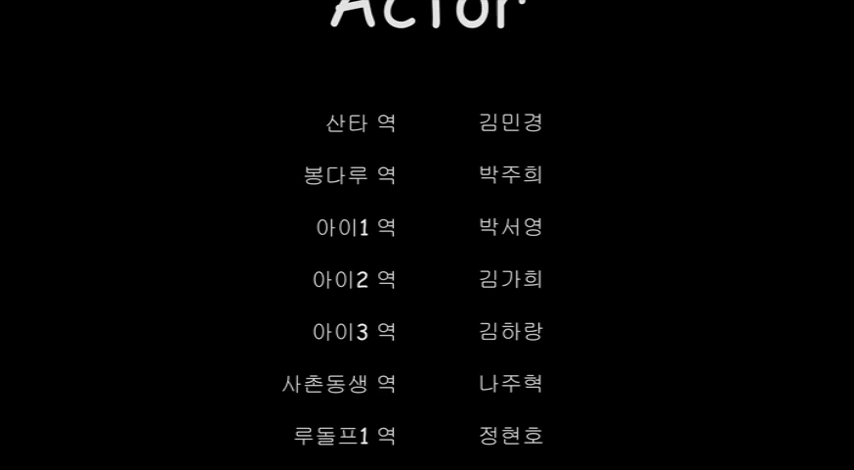 Actor
산타 역 김민경
봉다루 역 박주희
아이1 역 박서영
아이2 역 김가희
아이3 역 김하랑
사촌동생 역 나주혁
루돌프1 역 정현호